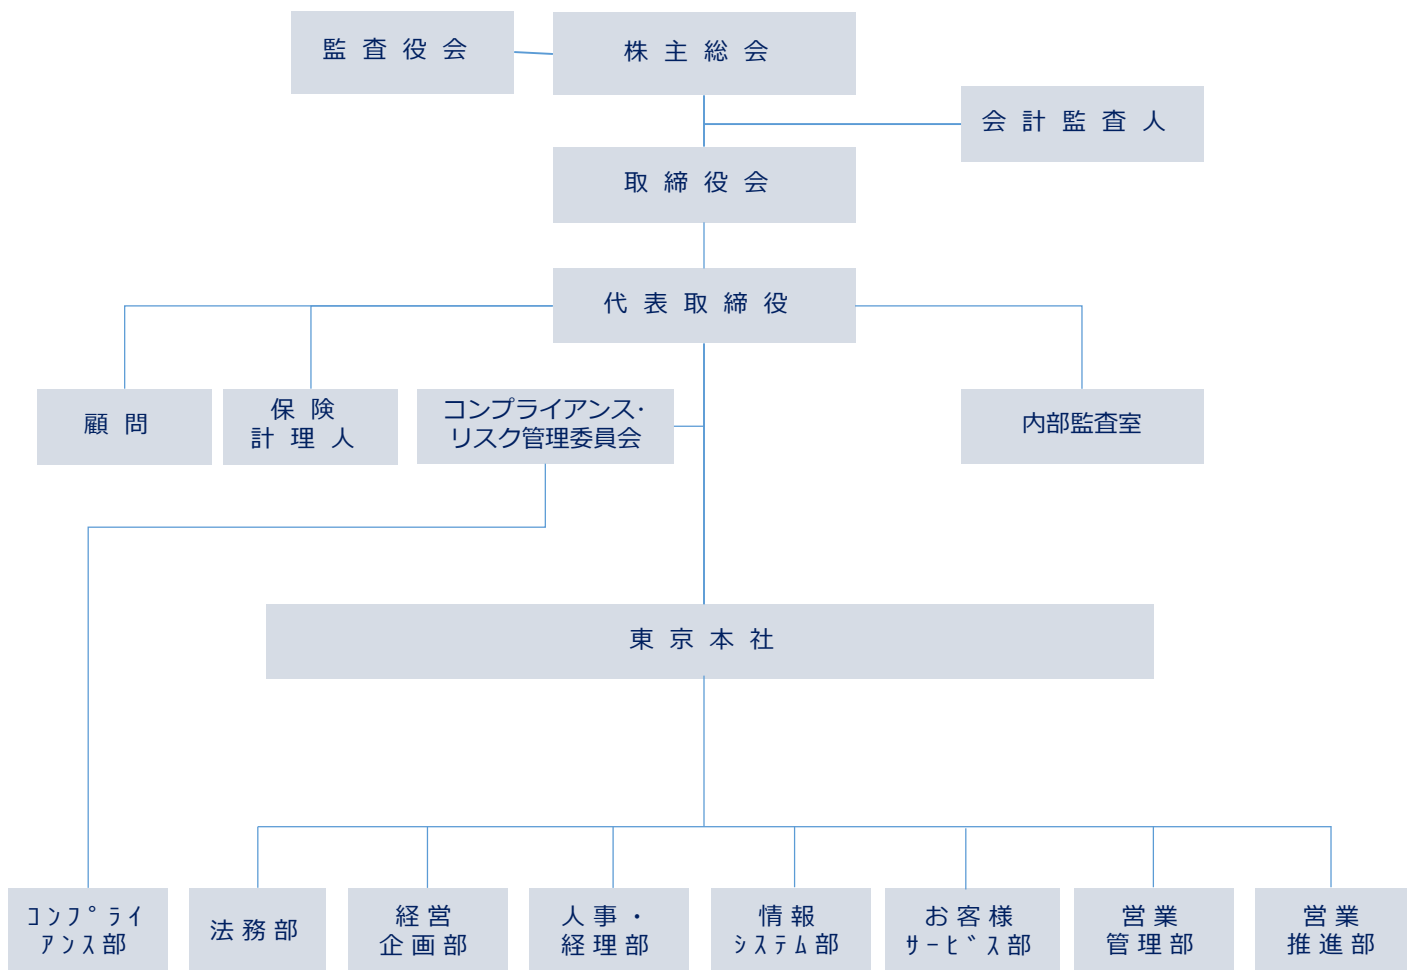 監査役会
株主総会
会計監査人
取締役会
代表取締役
顧問
保険
計理人
コンプライアンス・
リスク管理委員会
内部監査室
東京本社
ｺﾝﾌﾟﾗｲ
ｱﾝｽ部
法務部
経営
企画部
人事・
経理部
情報
ｼｽﾃﾑ部
お客様
ｻｰﾋﾞｽ部
営業
管理部
営業
推進部